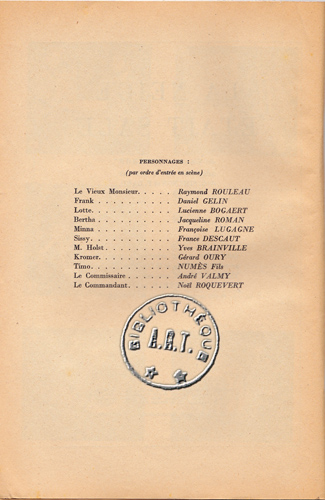 PERSONNAGES :
(par ordre d'entrée en scène)
Le Vieux Monsieur. . . . . Raymond ROULEAU
Frank . . . . . . . . . . Daniel GELIN
Lotte. . . . . . . . . . . Lucienne BOGAERT
Bertha . . . . . . . . . . Jacqueline ROMAN
Minna . . . . . . . . . . Françoise LUGAGNE
Sissy. . . . . . . . . . . France DESCAUT
M. Holst . . . . . . . . . Yves BRAINVILLE
Kromer. . . . . . . . . . Gérard OURY
Timo. . . . . . . . . . . NUMÈS Fils
Le Commissaire . . . . . André VALMY
Le Commandant. . . . . . Noël ROQUEVERT
BIBLIOTHÈQUE
A.R.T.